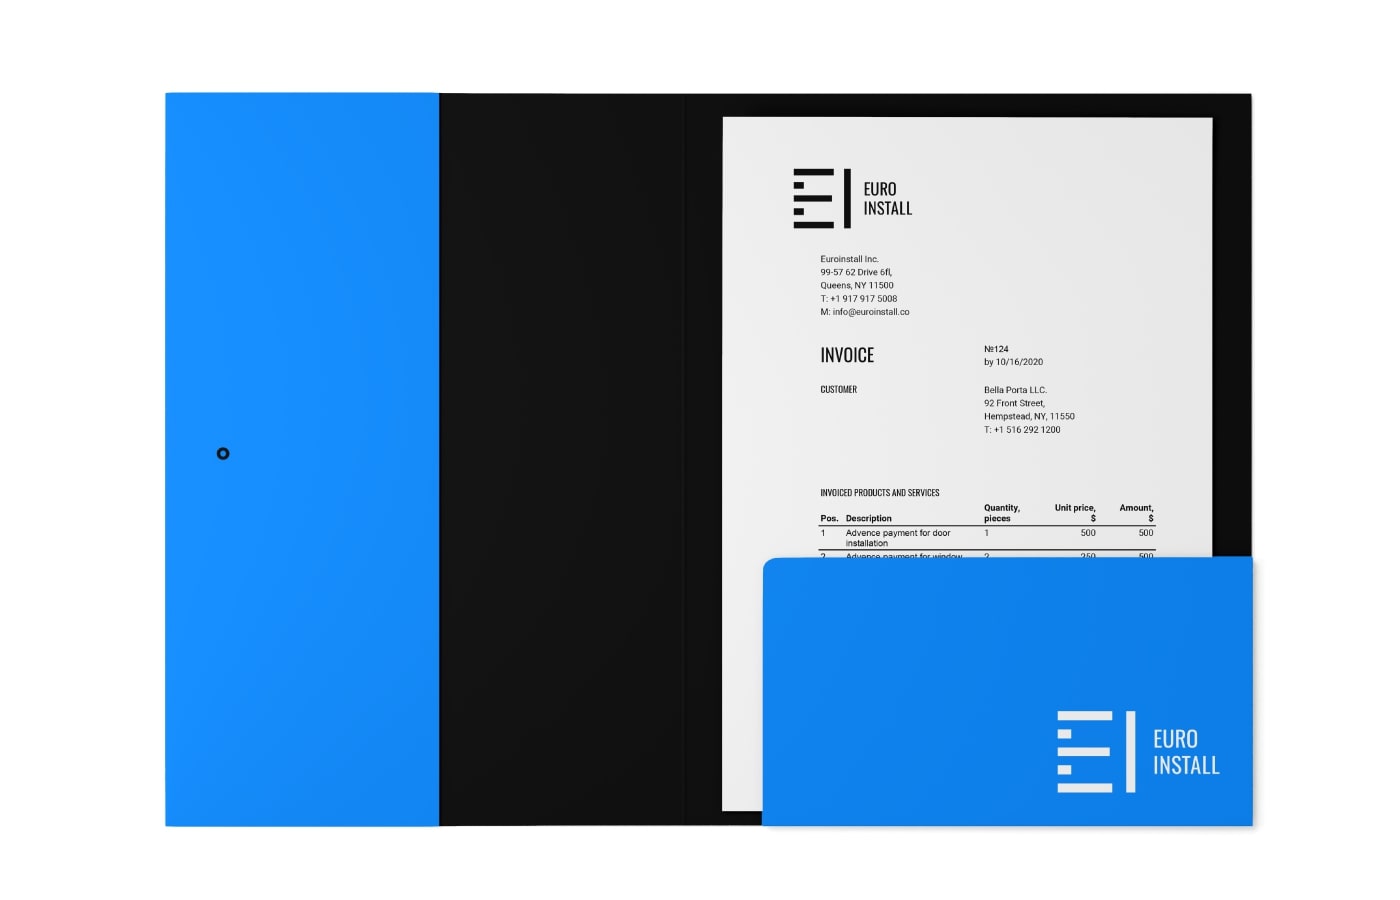 EURO
INSTALL
Euroinstall Inc.
99-57 62 Drive 6fl,
Queens, NY 11500
T: +1 917 917 5008
M: info@euroinstall.co
INVOICE
№124
by 10/16/2020
CUSTOMER
Bella Porta LLC.
92 Front Street,
Hempstead, NY, 11550
T: +1 516 292 1200
INVOICED PRODUCTS AND SERVICES
Pos. Description Quantity, pieces Unit price, $ Amount, $
1 Advence payment for door 1 500 500
installation
2 Advence payment for window 2 250 500
EURO
INSTALL